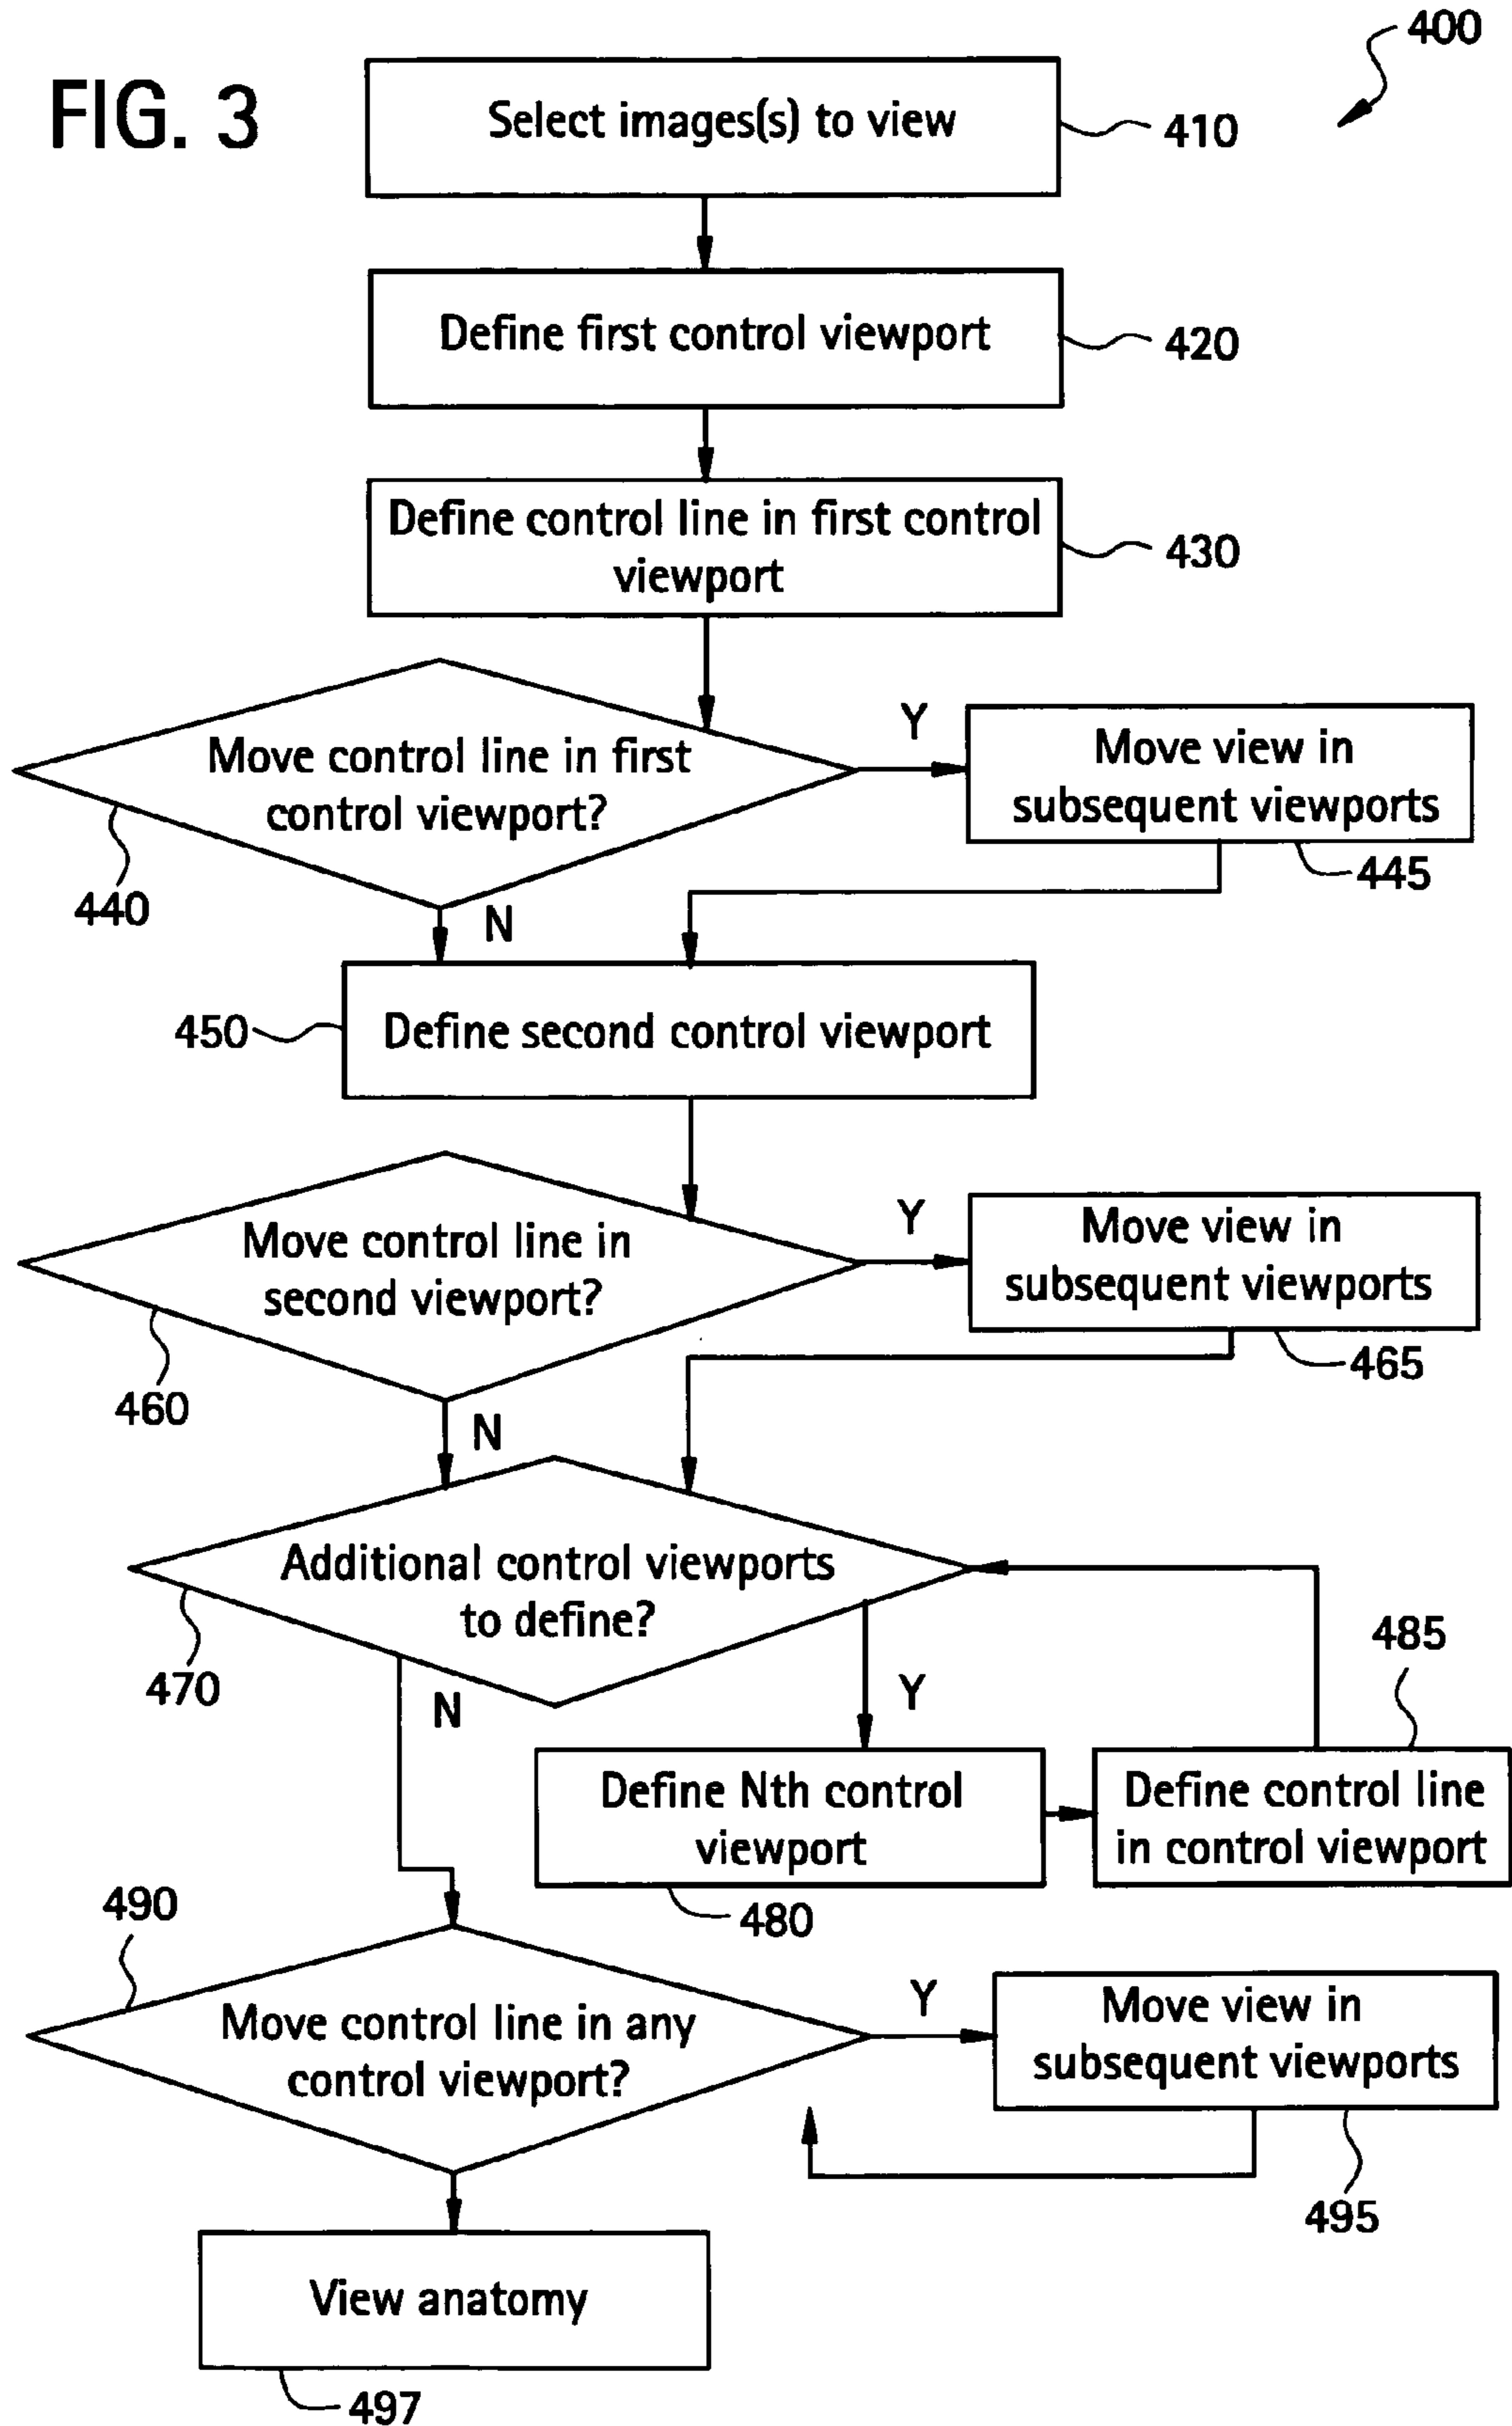 400
FIG. 3
Select images(s) to view
410
Define first control viewport
420
Define control line in first control
viewport
430
Move control line in first
control viewport?
440
Y
Move view in
subsequent viewports
445
N
450
Define second control viewport
Move control line in
second viewport?
460
Y
Move view in
subsequent viewports
465
N
Additional control viewports
to define?
470
N
Y
485
Define Nth control
viewport
480
Define control line
in control viewport
490
Move control line in any
control viewport?
Y
Move view in
subsequent viewports
495
View anatomy
497